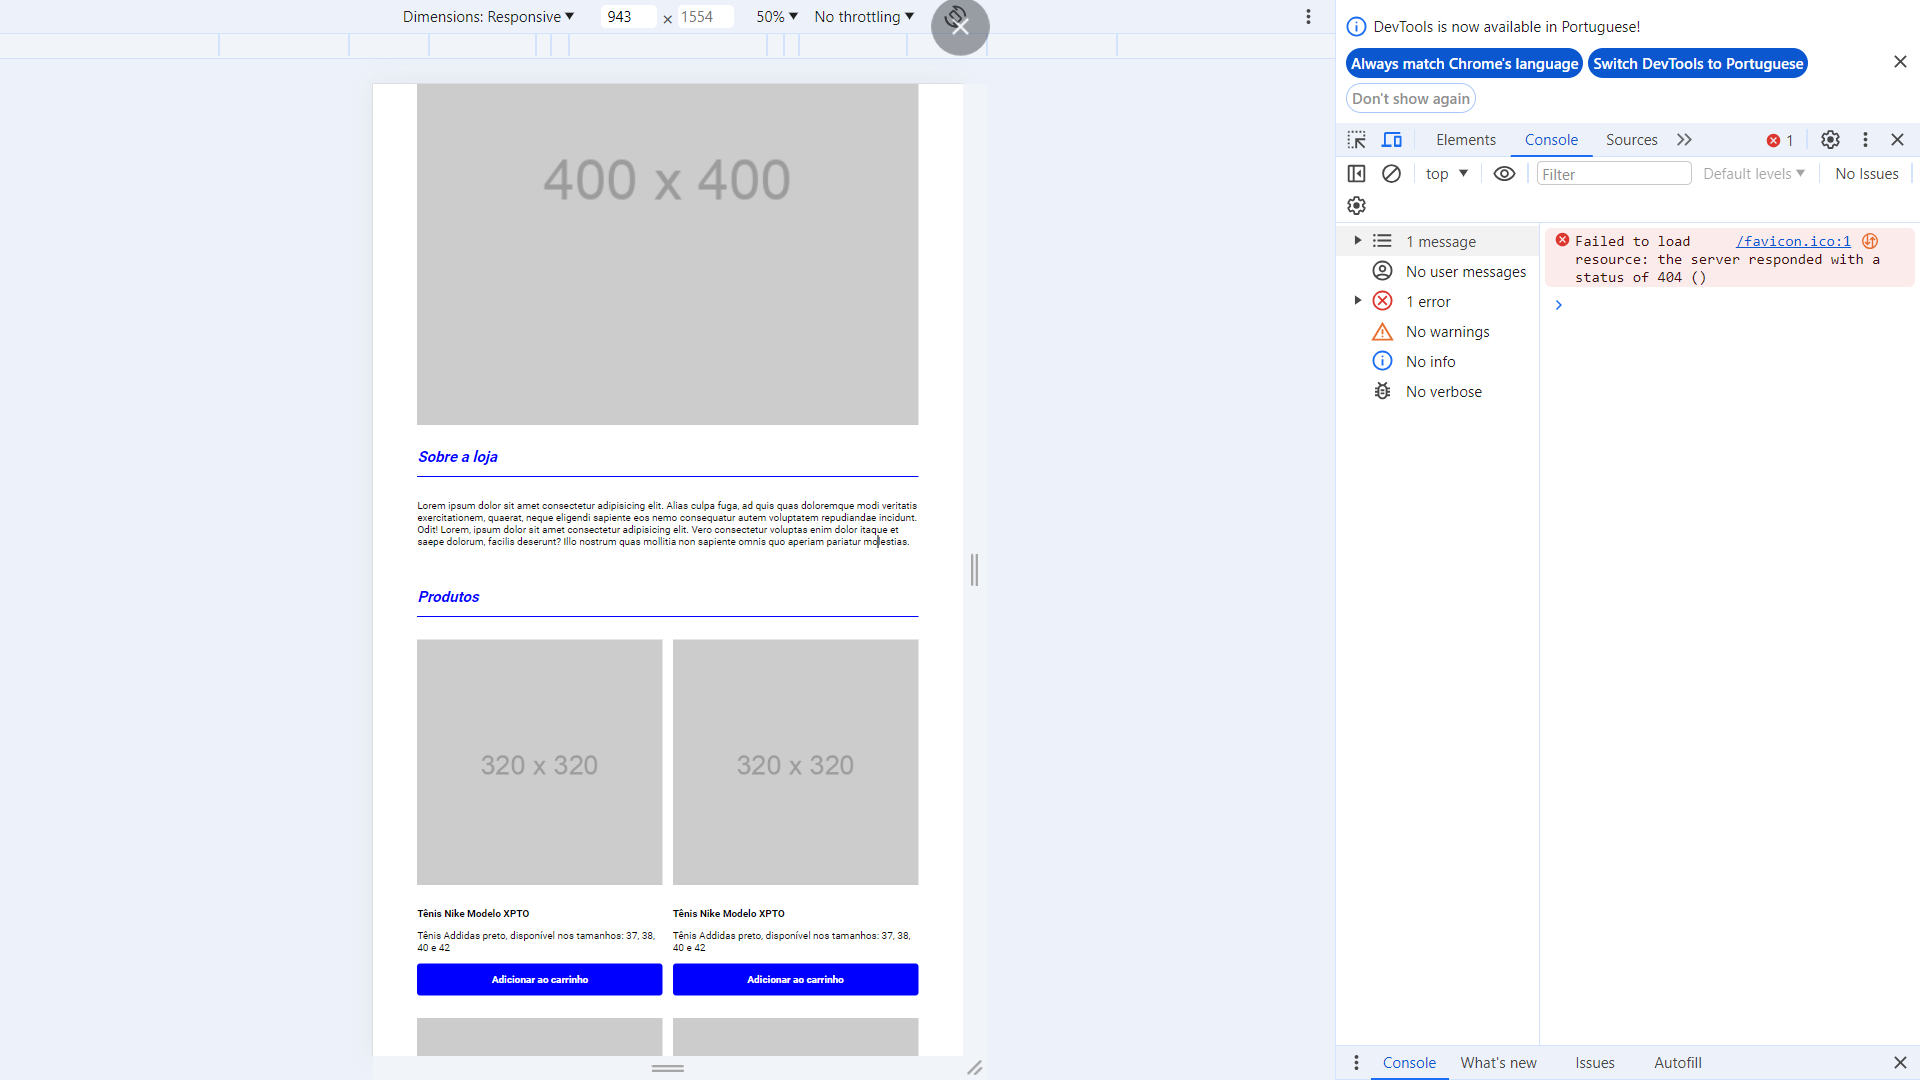 Dimensions: Responsive 943 × 1554 50% No throttling
400 x 400
Sobre a loja
Lorem ipsum dolor sit amet consectetur adipisicing elit. Alias culpa fuga, ad quis quas doloremque modi veritatis
exercitationem, quaerat, neque eligendi sapiente eos nemo consequatur autem voluptatem repudiandae incidunt.
Odit! Lorem, ipsum dolor sit amet consectetur adipisicing elit. Vero consectetur voluptas enim dolor itaque et
saepe dolorum, facilis deserunt? Illo nostrum quas mollitia non sapiente omnis quo aperiam pariatur molestias.
Produtos
320 x 320
320 x 320
Tênis Nike Modelo XPTO
Tênis Addidas preto, disponível nos tamanhos: 37, 38,
40 e 42
Adicionar ao carrinho
Tênis Nike Modelo XPTO
Tênis Addidas preto, disponível nos tamanhos: 37, 38,
40 e 42
Adicionar ao carrinho
DevTools is now available in Portuguese!
Always match Chrome's language Switch DevTools to Portuguese
Don't show again
Elements Console Sources 1
top Filter Default levels No Issues
1 message
No user messages
1 error
No warnings
No info
No verbose
Failed to load /favicon.ico:1
resource: the server responded with a
status of 404 ()
Console What's new Issues Autofill